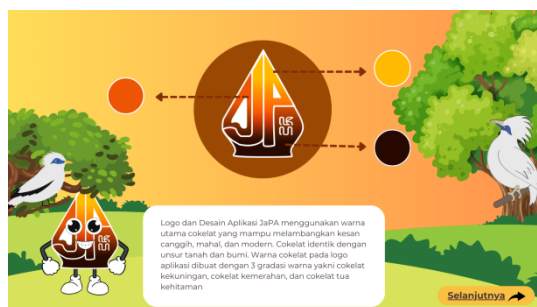 JAPA
Logo dan Desain Aplikasi JaPA menggunakan warna
utama cokelat yang mampu melambangkan kesan
canggih, mahal, dan modern. Cokelat identik dengan
unsur tanah dan bumi. Warna cokelat pada logo
aplikasi dibuat dengan 3 gradasi warna yakni cokelat
kekuningan, cokelat kemerahan, dan cokelat tua
kehitaman
Selanjutnya